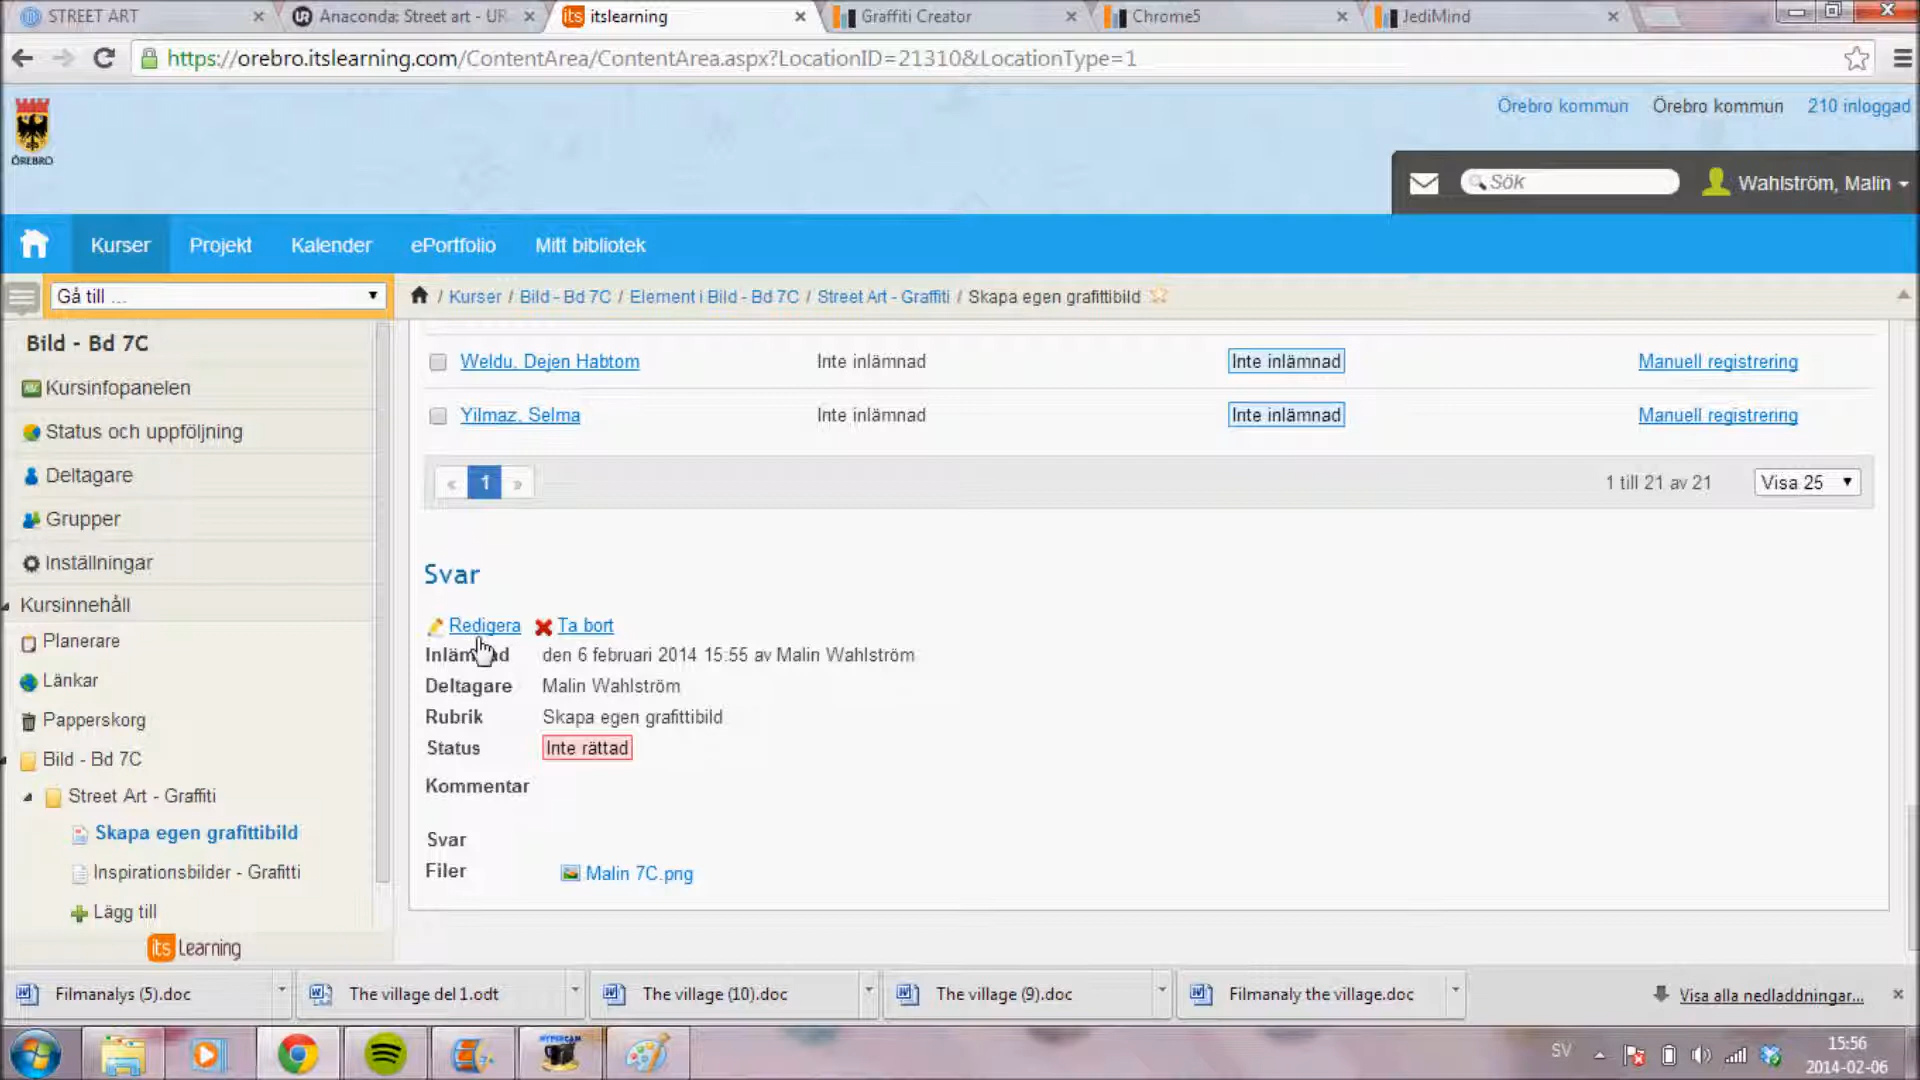 STREET ART
Anaconda: Street art - UR
itslearning
Graffiti Creator
Chrome5
JediMind
https://orebro.itslearning.com/ContentArea/ContentArea.aspx?LocationID=21310&LocationType=1
ÖREBRO
Örebro kommun Örebro kommun 210 inloggad
Sök
Wahlström, Malin
Kurser Projekt Kalender ePortfolio Mitt bibliotek
Gå till ...
/ Kurser / Bild - Bd 7C / Element i Bild - Bd 7C / Street Art - Graffiti / Skapa egen grafittibild
Bild - Bd 7C
Kursinfopanelen
Status och uppföljning
Deltagare
Grupper
Inställningar
Kursinnehåll
Planerare
Länkar
Papperskorg
Bild - Bd 7C
Street Art - Graffiti
Skapa egen grafittibild
Inspirationsbilder - Grafitti
Lägg till
its Learning
Weldu, Dejen Habtom Inte inlämnad Inte inlämnad Manuell registrering
Yilmaz, Selma Inte inlämnad Inte inlämnad Manuell registrering
« 1 » 1 till 21 av 21 Visa 25
Svar
Redigera Ta bort
den 6 februari 2014 15:55 av Malin Wahlström
Deltagare Malin Wahlström
Rubrik Skapa egen grafittibild
Status Inte rättad
Kommentar
Svar
Filer Malin 7C.png
Filmanalys (5).doc
The village del 1.odt
The village (10).doc
The village (9).doc
Filmanaly the village.doc
Visa alla nedladdningar...
HYPERCAM
SV
15:56
2014-02-06